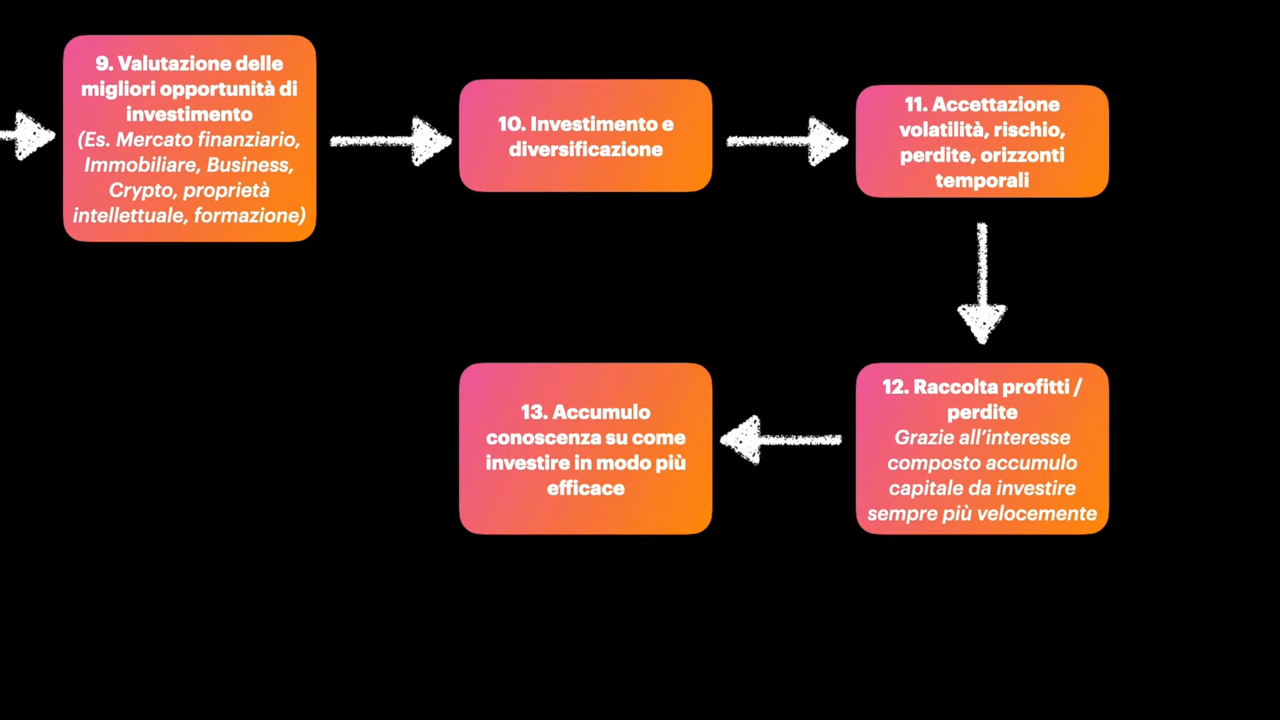 9. Valutazione delle
migliori opportunità di
investimento
(Es. Mercato finanziario,
Immobiliare, Business,
Crypto, proprietà
intellettuale, formazione)
10. Investimento e
diversificazione
11. Accettazione
volatilità, rischio,
perdite, orizzonti
temporali
12. Raccolta profitti /
perdite
Grazie all’interesse
composto accumulo
capitale da investire
sempre più velocemente
13. Accumulo
conoscenza su come
investire in modo più
efficace